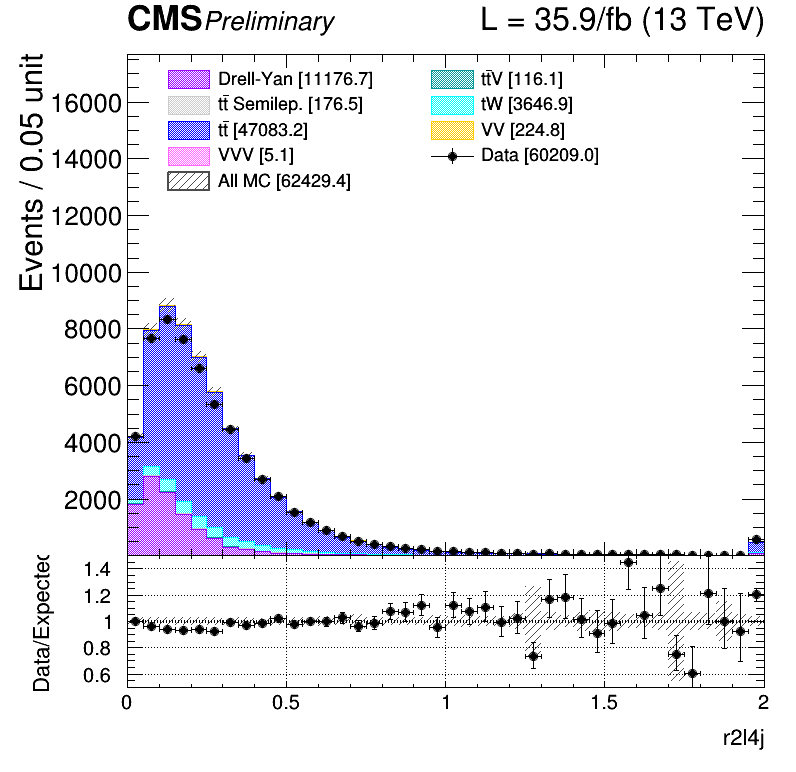 CMS Preliminary L = 35.9/fb (13 TeV)
Events / 0.05 unit
16000
14000
12000
10000
8000
6000
4000
2000
Drell-Yan [11176.7]
tt̄ Semilep. [176.5]
tt̄ [47083.2]
VVV [5.1]
All MC [62429.4]
tt̄V [116.1]
tW [3646.9]
VV [224.8]
Data [60209.0]
Data/Expected
1.4
1.2
1
0.8
0.6
0 0.5 1 1.5 2
r2l4j